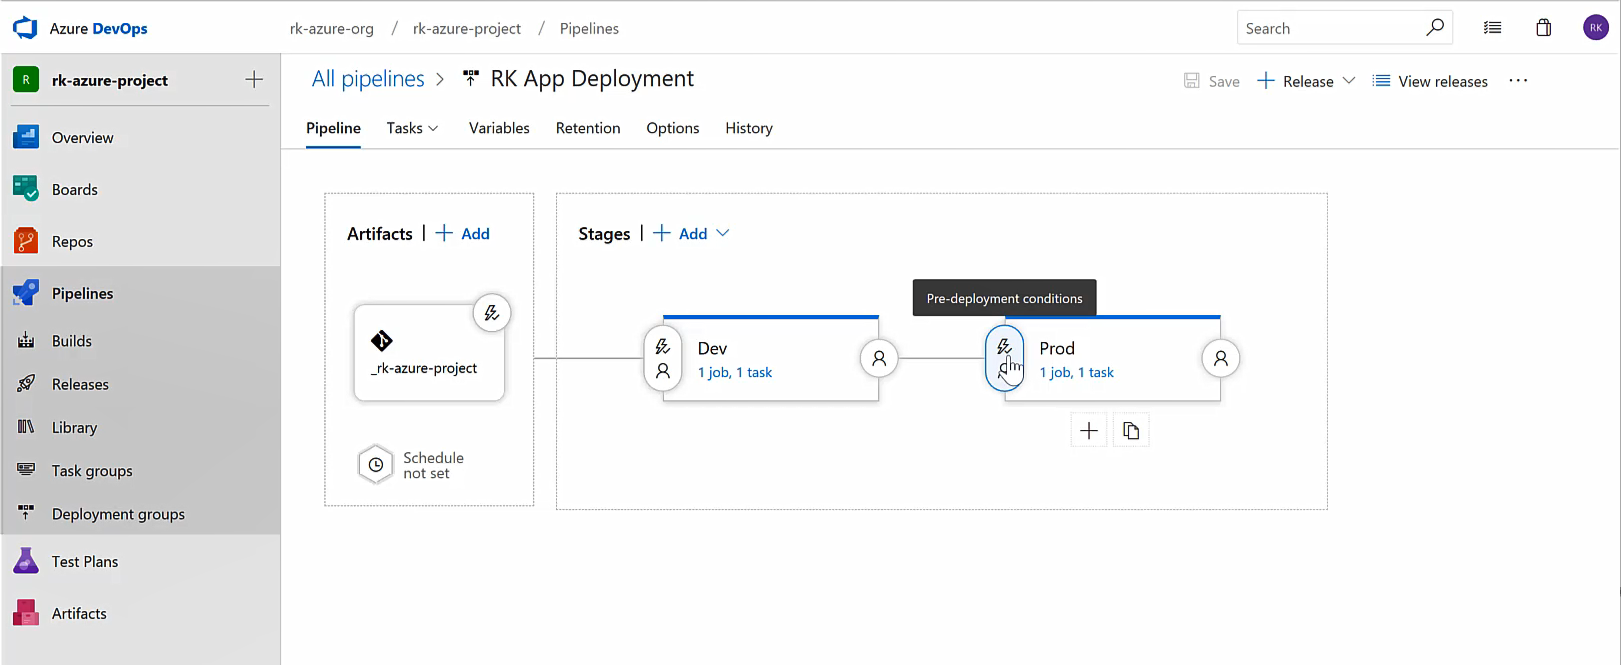 Azure DevOps
rk-azure-org / rk-azure-project / Pipelines
Search
RK
R
rk-azure-project
Overview
Boards
Repos
Pipelines
Builds
Releases
Library
Task groups
Deployment groups
Test Plans
Artifacts
All pipelines > RK App Deployment
Save
Release
View releases
Pipeline
Tasks
Variables
Retention
Options
History
Artifacts | + Add
_rk-azure-project
Schedule
not set
Stages | + Add
Pre-deployment conditions
Dev
1 job, 1 task
Prod
1 job, 1 task